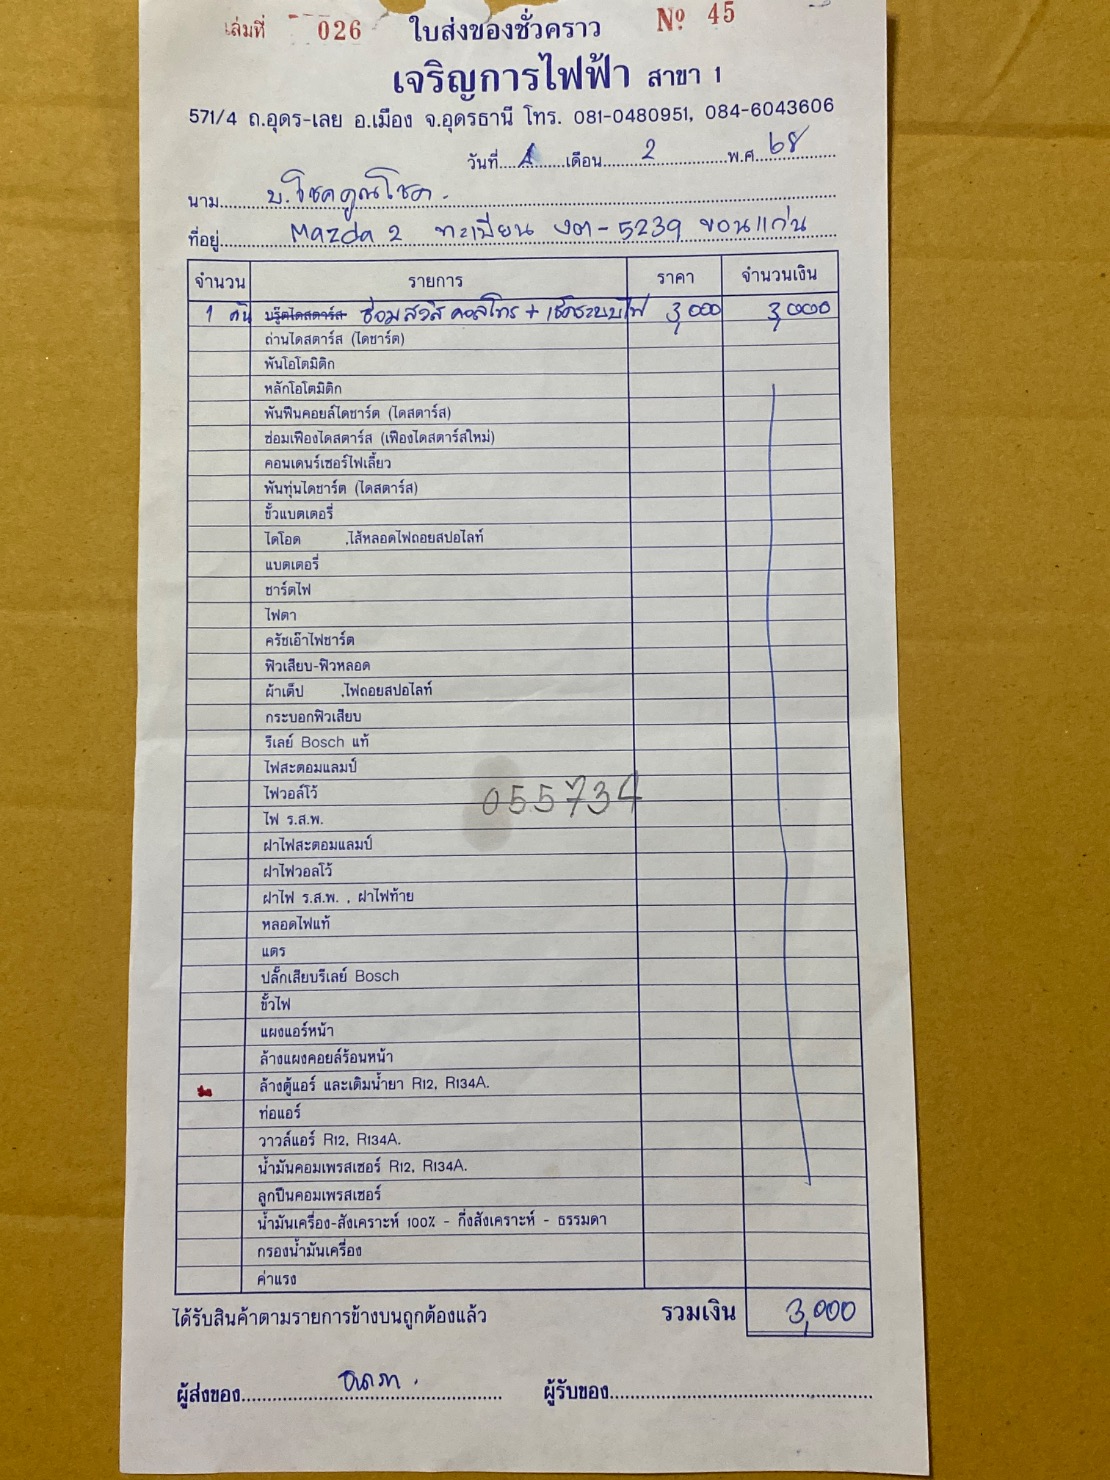 เล่มที่ 026 ใบส่งของชั่วคราว Nº 45
เจริญการไฟฟ้า สาขา 1
571/4 ถ.อุดร-เลย อ.เมือง จ.อุดรธานี โทร. 081-0480951, 084-6043606
วันที่.....เดือน 2 พ.ศ. 68
นาม บ.โชคคูณโชค.
ที่อยู่ Mazda 2 ทะเบียน งต-5239 ขอนแก่น
จำนวน รายการ ราคา จำนวนเงิน
1 คัน บรู๊ตไดสตาร์ส ซ่อมสวิส คอลโทร + เช็คระบบไฟ 3,000 3,000
ถ่านไดสตาร์ส (ไดชาร์ต)
พันโอโตมิติก
หลักโอโตมิติก
พันฟินคอยล์ไดชาร์ต (ไดสตาร์ส)
ซ่อมเฟืองไดสตาร์ส (เฟืองไดสตาร์สใหม่)
คอนเดนร์เซอร์ไฟเลี้ยว
พันทุ่นไดชาร์ต (ไดสตาร์ส)
ขั้วแบตเตอรี่
ไดโอด .ไส้หลอดไฟถอยสปอไลท์
แบตเตอรี่
ชาร์ตไฟ
ไฟตา
ครัชเอ๊าไฟชาร์ต
ฟิวเสียบ-ฟิวหลอด
ผ้าเต็ป .ไฟถอยสปอไลท์
กระบอกฟิวเสียบ
รีเลย์ Bosch แท้
ไฟสะตอมแลมป์
ไฟวอล์โว้ 055734
ไฟ ร.ส.พ.
ฝาไฟสะตอมแลมป์
ฝาไฟวอลโว้
ฝาไฟ ร.ส.พ. , ฝาไฟท้าย
หลอดไฟแท้
แตร
ปลั๊กเสียบรีเลย์ Bosch
ขั้วไฟ
แผงแอร์หน้า
ล้างแผงคอยล์ร้อนหน้า
ล้างตู้แอร์ และเติมน้ำยา R12, R134A.
ท่อแอร์
วาวล์แอร์ R12, R134A.
น้ำมันคอมเพรสเซอร์ R12, R134A.
ลูกปืนคอมเพรสเซอร์
น้ำมันเครื่อง-สังเคราะห์ 100% - กึ่งสังเคราะห์ - ธรรมดา
กรองน้ำมันเครื่อง
ค่าแรง
ได้รับสินค้าตามรายการข้างบนถูกต้องแล้ว รวมเงิน 3,000
ผู้ส่งของ ผู้รับของ